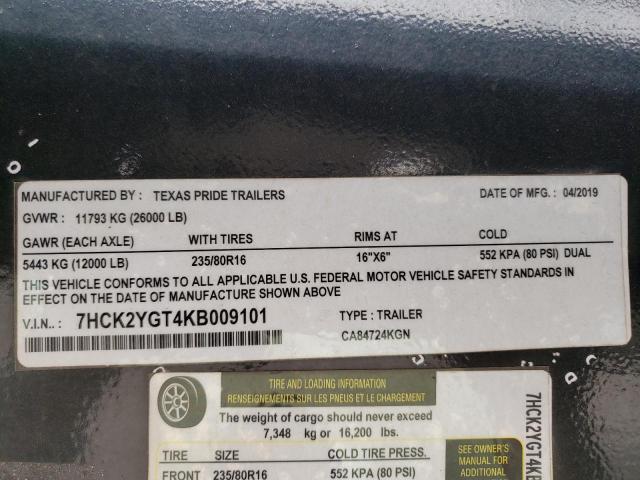 MANUFACTURED BY: TEXAS PRIDE TRAILERS DATE OF MFG. : 04/2019
GVWR : 11793 KG (26000 LB)
GAWR (EACH AXLE) WITH TIRES RIMS AT COLD
5443 KG (12000 LB) 235/80R16 16"X6" 552 KPA (80 PSI) DUAL
THIS VEHICLE CONFORMS TO ALL APPLICABLE U.S. FEDERAL MOTOR VEHICLE SAFETY STANDARDS IN
EFFECT ON THE DATE OF MANUFACTURE SHOWN ABOVE
V.I.N.. : 7HCK2YGT4KB009101 TYPE : TRAILER
CA84724KGN
TIRE AND LOADING INFORMATION
RENSEIGNEMENTS SUR LES PNEUS ET LE CHARGEMENT
The weight of cargo should never exceed
7,348 kg or 16,200 lbs.
TIRE SIZE COLD TIRE PRESS.
FRONT 235/80R16 552 KPA (80 PSI)
SEE OWNER'S
MANUAL FOR
ADDITIONAL
7HCK2YGT4KB